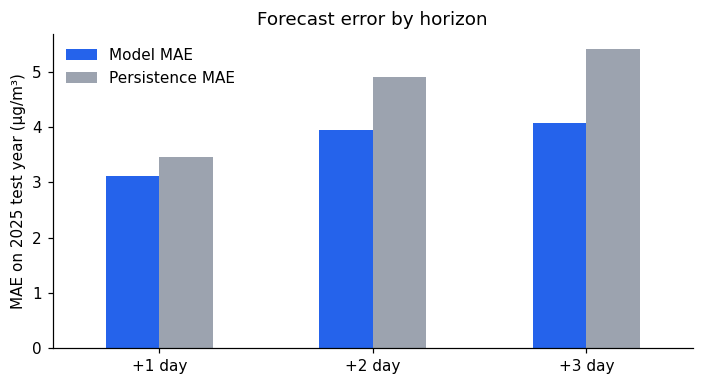 Forecast error by horizon
Model MAE
Persistence MAE
MAE on 2025 test year (µg/m³)
5
4
3
2
1
0
+1 day
+2 day
+3 day